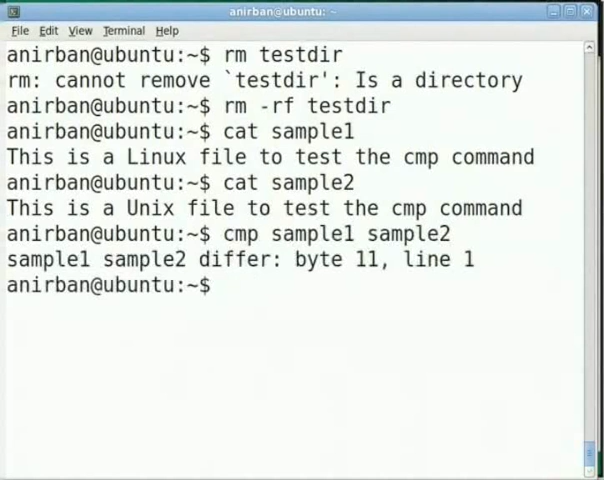 anirban@ubuntu: ~
File Edit View Terminal Help
anirban@ubuntu:~$ rm testdir
rm: cannot remove `testdir': Is a directory
anirban@ubuntu:~$ rm -rf testdir
anirban@ubuntu:~$ cat sample1
This is a Linux file to test the cmp command
anirban@ubuntu:~$ cat sample2
This is a Unix file to test the cmp command
anirban@ubuntu:~$ cmp sample1 sample2
sample1 sample2 differ: byte 11, line 1
anirban@ubuntu:~$